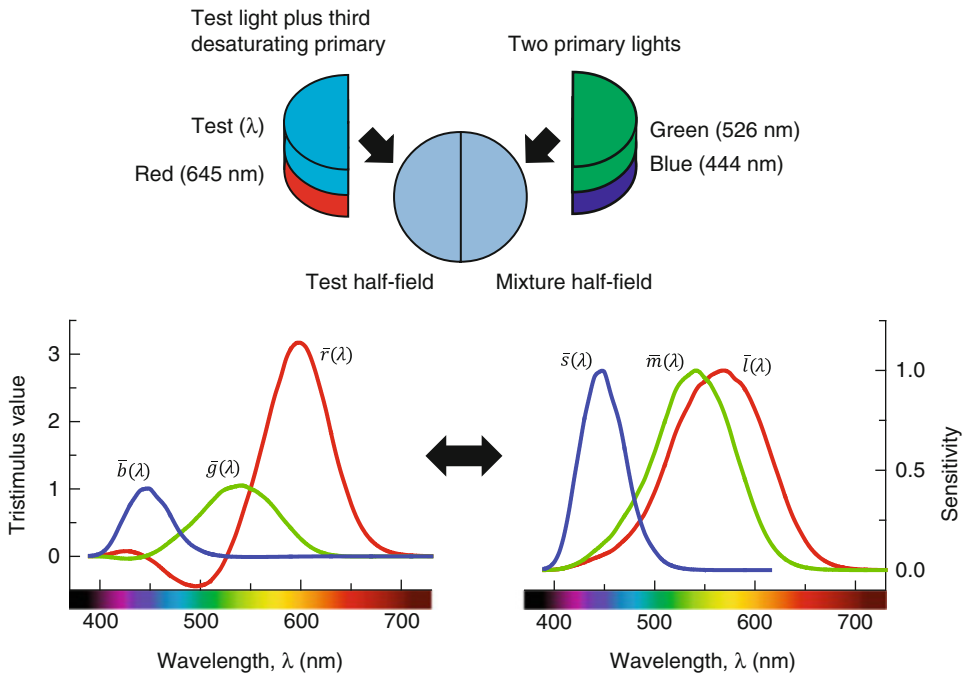 Test light plus third
desaturating primary
Two primary lights
Test (λ)
Red (645 nm)
Green (526 nm)
Blue (444 nm)
Test half-field
Mixture half-field
Tristimulus value
3
2
1
0
b̄(λ)
ḡ(λ)
r̄(λ)
400
500
600
700
Wavelength, λ (nm)
s̄(λ)
m̄(λ)
l̄(λ)
1.0
0.5
0.0
Sensitivity
400
500
600
700
Wavelength, λ (nm)